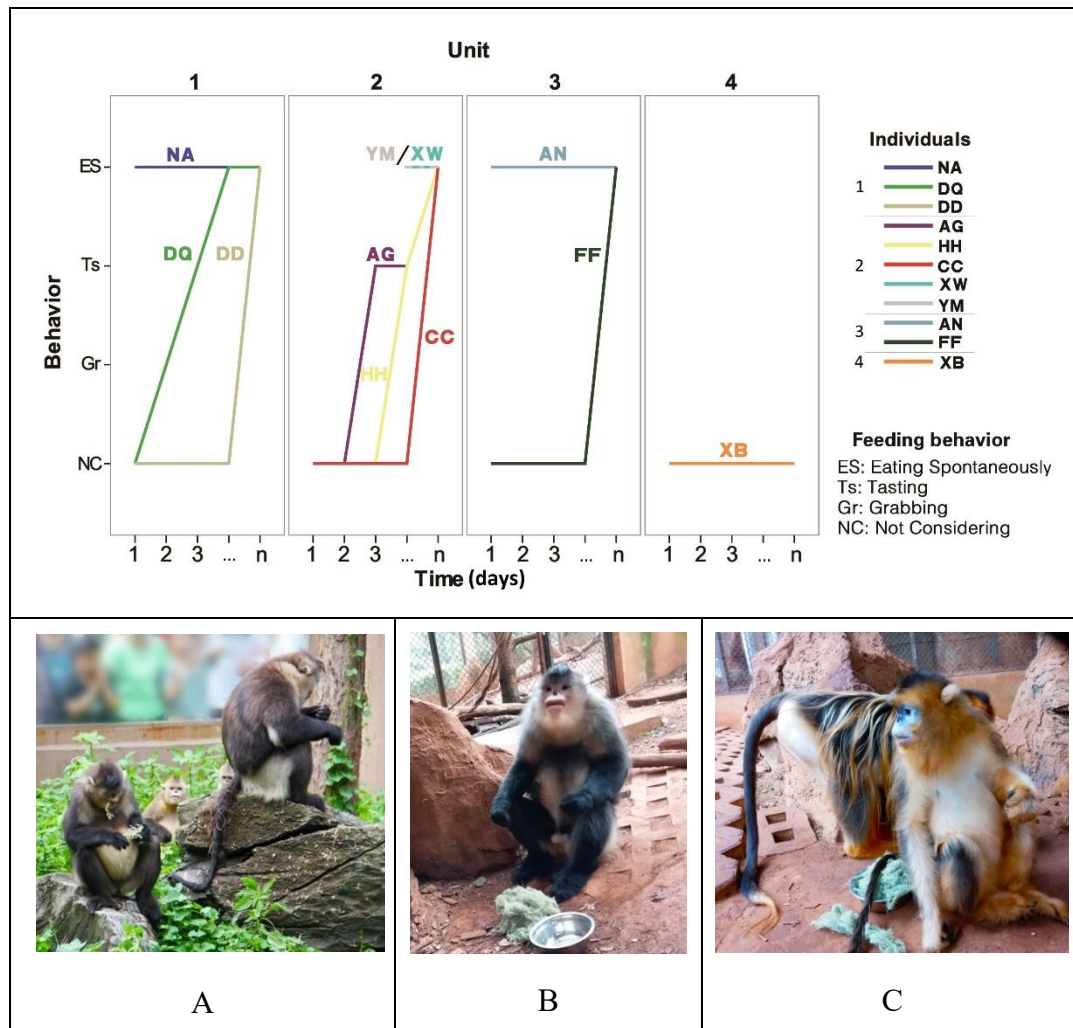 Unit
1 2 3 4
ES
Ts
Gr
NC
Behavior
NA
DQ
DD
YM/XW
AG
HH
CC
AN
FF
XB
1 2 3 ... n
1 2 3 ... n
1 2 3 ... n
1 2 3 ... n
Time (days)
Individuals
NA
1 DQ
DD
AG
HH
2 CC
XW
YM
AN
3 FF
4 XB
Feeding behavior
ES: Eating Spontaneously
Ts: Tasting
Gr: Grabbing
NC: Not Considering
A
B
C